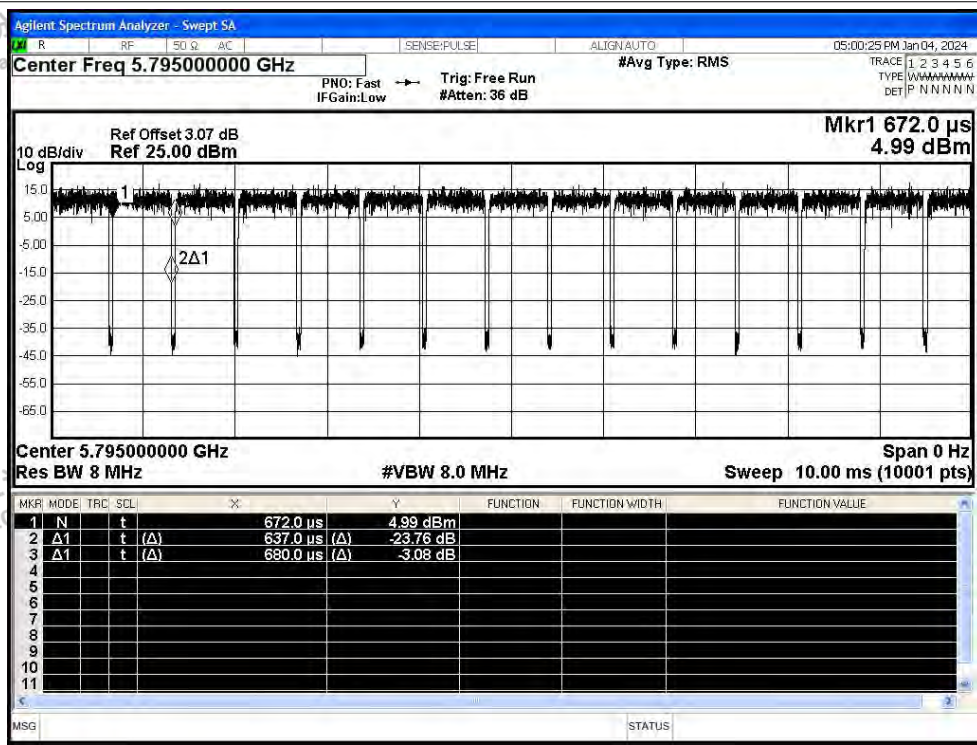 Agilent Spectrum Analyzer - Swept SA
R RF 50 Ω AC SENSE:PULSE ALIGN AUTO 05:00:25 PM Jan 04, 2024
Center Freq 5.795000000 GHz
PNO: Fast
IFGain:Low
Trig: Free Run
#Atten: 36 dB
#Avg Type: RMS
TRACE 1 2 3 4 5 6
TYPE
DET P N N N N N
Mkr1 672.0 µs
4.99 dBm
Ref Offset 3.07 dB
10 dB/div Ref 25.00 dBm
Log
15.0
5.00
-5.00
-15.0
-25.0
-35.0
-45.0
-55.0
-65.0
1
2Δ1
Center 5.795000000 GHz Span 0 Hz
Res BW 8 MHz #VBW 8.0 MHz Sweep 10.00 ms (10001 pts)
MKR MODE TRC SCL X Y FUNCTION FUNCTION WIDTH FUNCTION VALUE
1 N t 672.0 µs 4.99 dBm
2 Δ1 t (Δ) 637.0 µs (Δ) -23.76 dB
3 Δ1 t (Δ) 680.0 µs (Δ) -3.08 dB
4
5
6
7
8
9
10
11
MSG STATUS